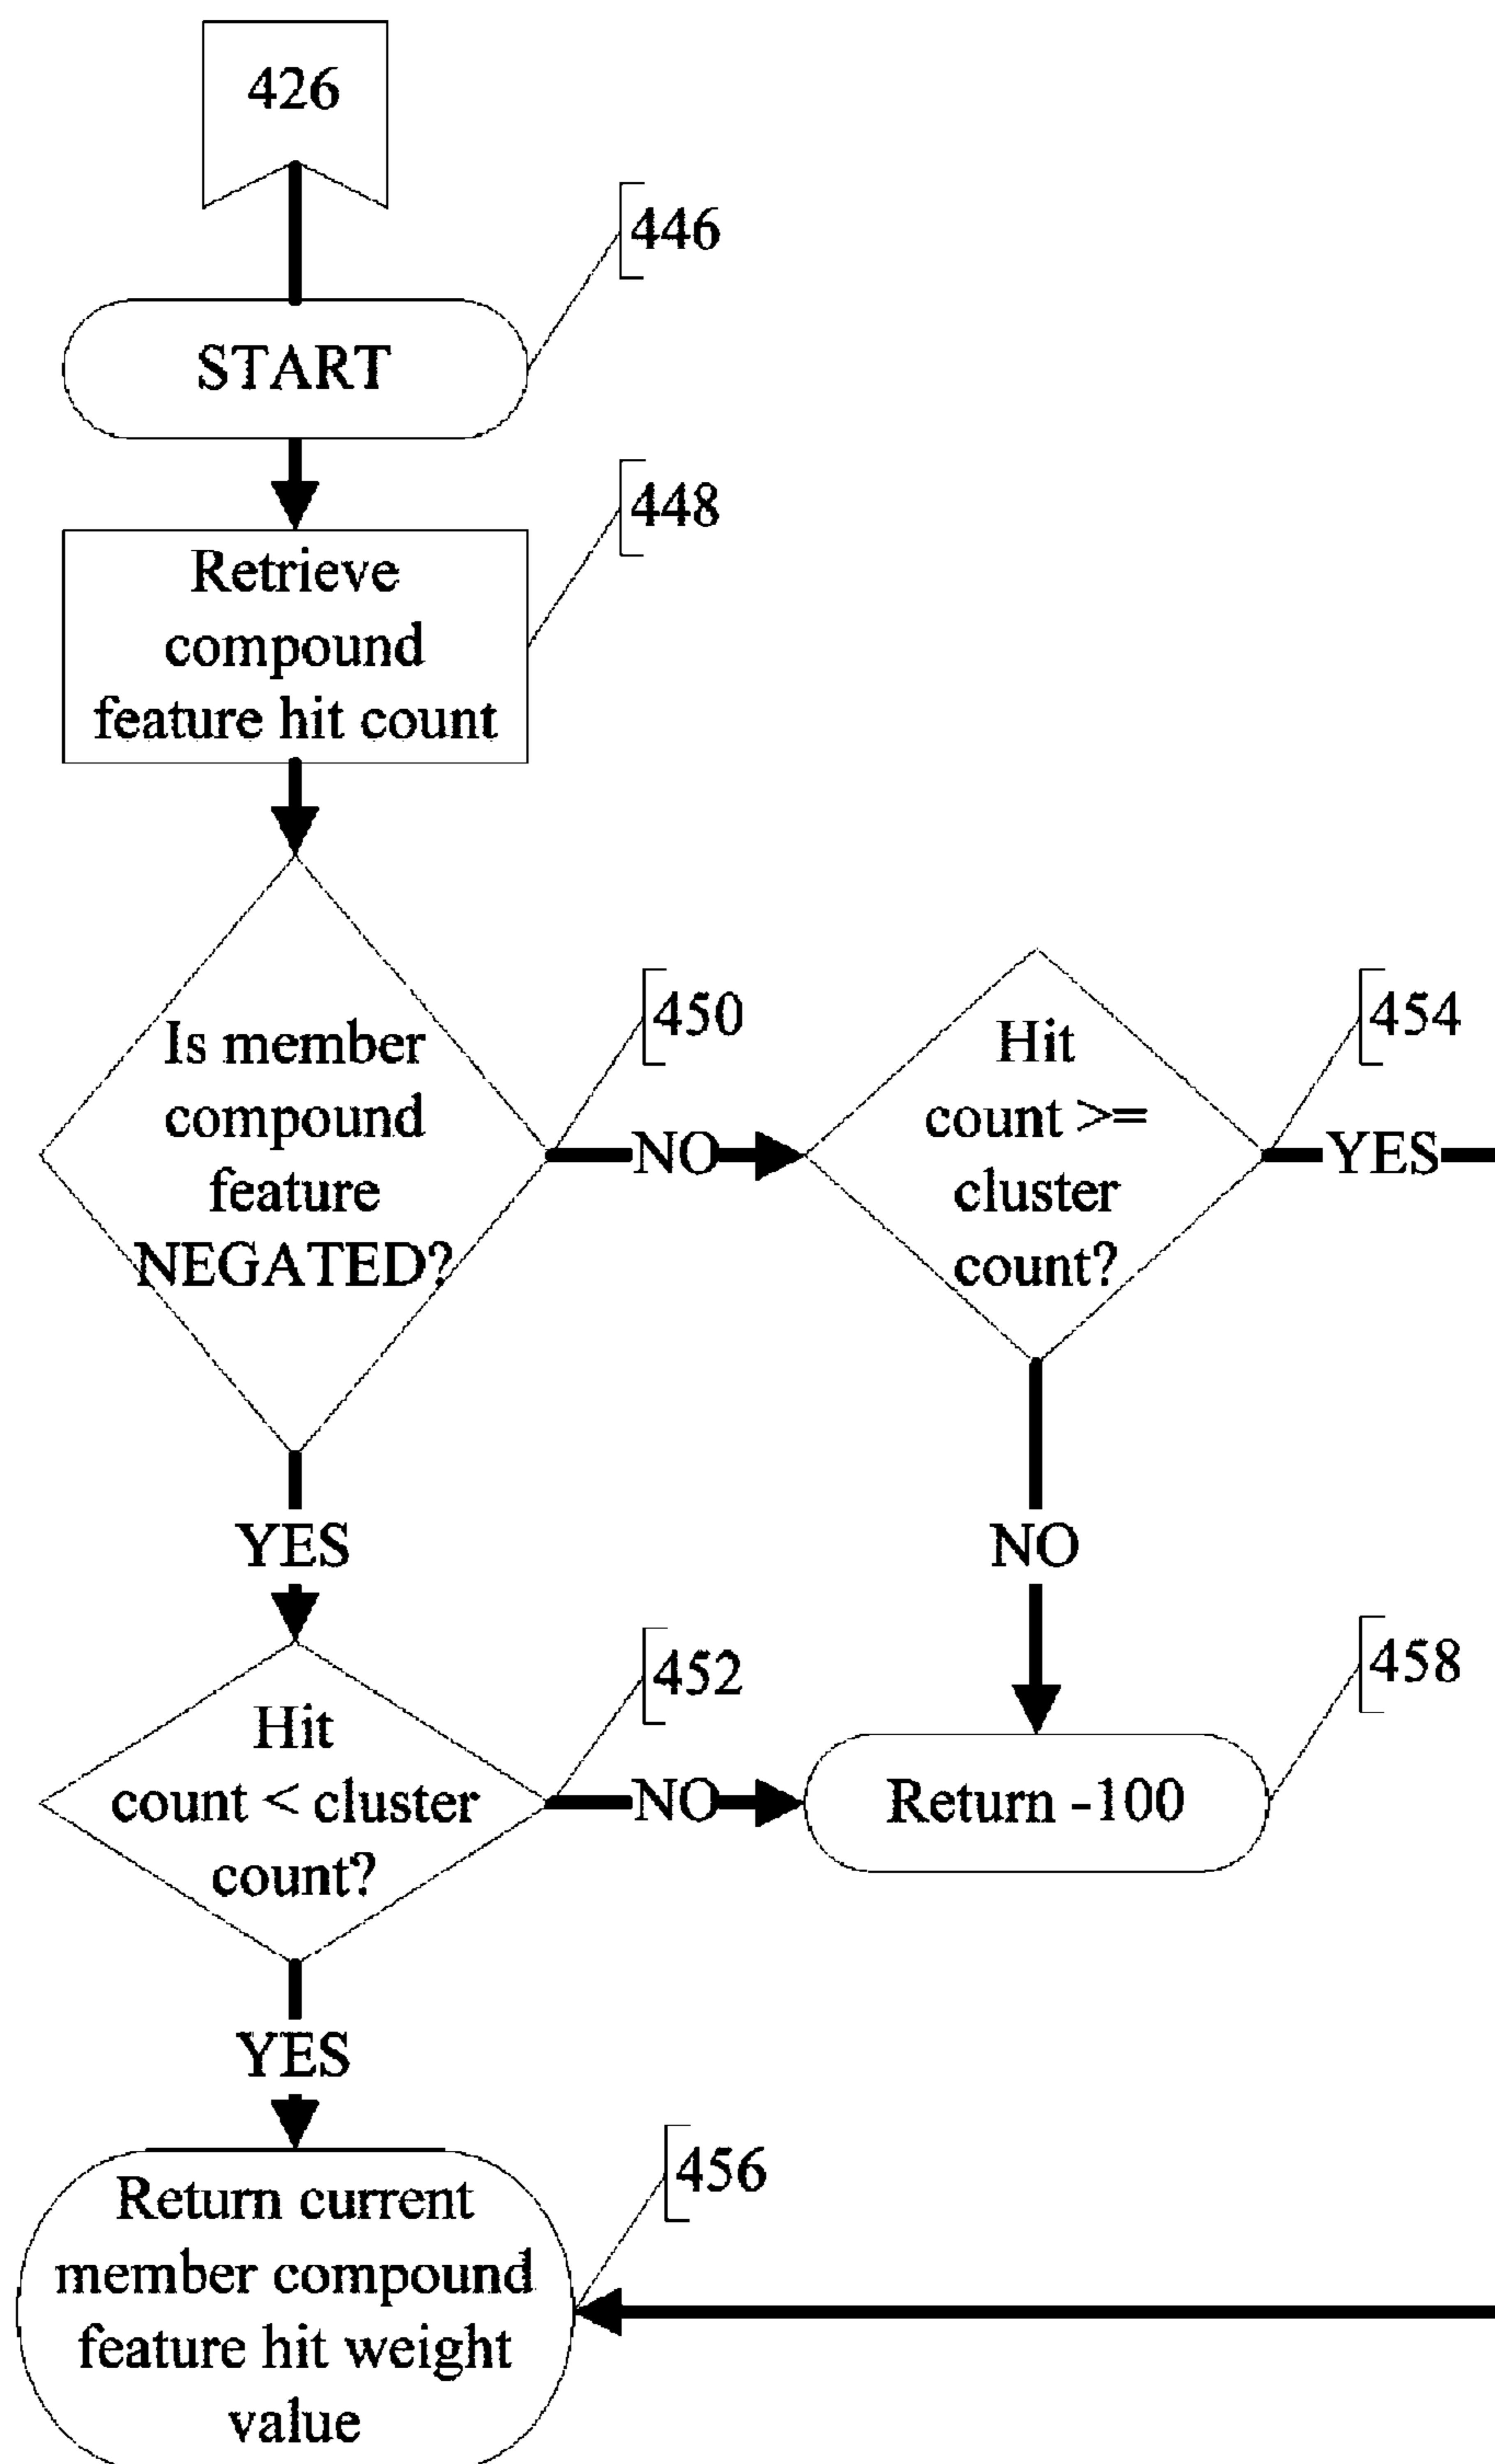 426
446
START
448
Retrieve
compound
feature hit count
450
454
Is member
compound
feature
NEGATED?
NO
Hit
count >=
cluster
count?
YES
YES
NO
452
458
Hit
count < cluster
count?
NO
Return -100
YES
456
Return current
member compound
feature hit weight
value